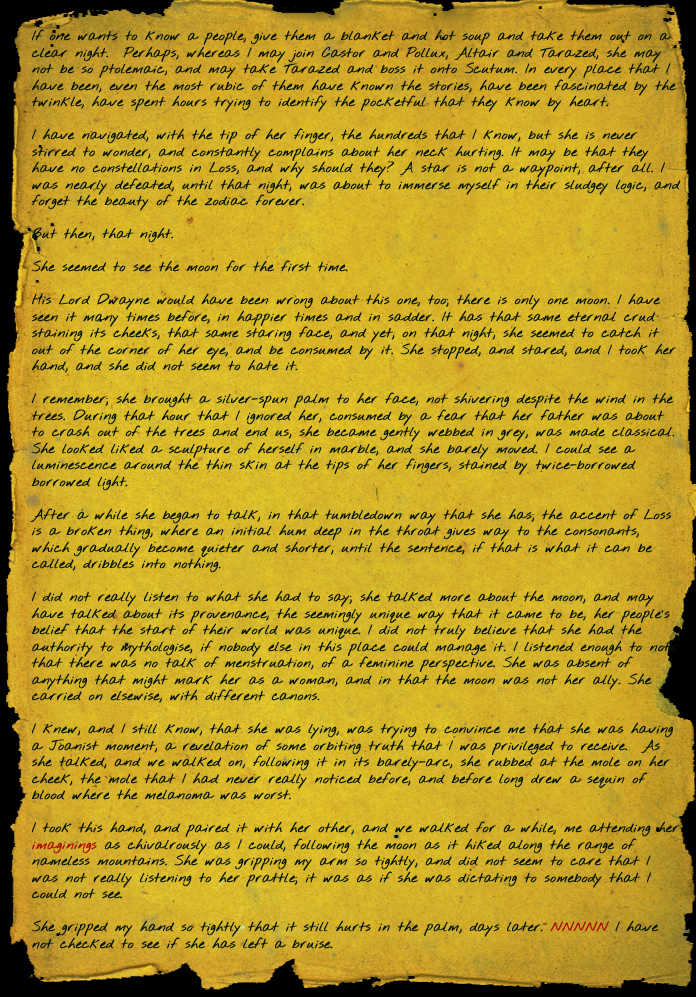 If one wants to know a people, give them a blanket and hot soup and take them out on a
clear night. Perhaps, whereas I may join Castor and Pollux, Altair and Tarazed, she may
not be so ptolemaic, and may take Tarazed and boss it onto Scutum. In every place that I
have been, even the most rubic of them have known the stories, have been fascinated by the
twinkle, have spent hours trying to identify the pocketful that they know by heart.
I have navigated, with the tip of her finger, the hundreds that I know, but she is never
stirred to wonder, and constantly complains about her neck hurting. It may be that they
have no constellations in Loss, and why should they? A star is not a waypoint, after all. I
was nearly defeated, until that night, was about to immerse myself in their sludgey logic, and
forget the beauty of the zodiac forever.
But then, that night.
She seemed to see the moon for the first time.
His Lord Dwayne would have been wrong about this one, too, there is only one moon. I have
seen it many times before, in happier times and in sadder. It has that same eternal crud
staining its cheeks, that same staring face, and yet, on that night, she seemed to catch it
out of the corner of her eye, and be consumed by it. She stopped, and stared, and I took her
hand, and she did not seem to hate it.
I remember, she brought a silver-spun palm to her face, not shivering despite the wind in the
trees. During that hour that I ignored her, consumed by a fear that her father was about
to crash out of the trees and end us, she became gently webbed in grey, was made classical.
She looked liked a sculpture of herself in marble, and she barely moved. I could see a
luminescence around the thin skin at the tips of her fingers, stained by twice-borrowed
borrowed light.
After a while she began to talk, in that tumbledown way that she has, the accent of Loss
is a broken thing, where an initial hum deep in the throat gives way to the consonants,
which gradually become quieter and shorter, until the sentence, if that is what it can be
called, dribbles into nothing.
I did not really listen to what she had to say, she talked more about the moon, and may
have talked about its provenance, the seemingly unique way that it came to be, her people's
belief that the start of their world was unique. I did not truly believe that she had the
authority to mythologise, if nobody else in this place could manage it. I listened enough to note
that there was no talk of menstruation, of a feminine perspective. She was absent of
anything that might mark her as a woman, and in that the moon was not her ally. She
carried on elsewise, with different canons.
I knew, and I still know, that she was lying, was trying to convince me that she was having
a Joanist moment, a revelation of some orbiting truth that I was privileged to receive. As
she talked, and we walked on, following it in its barely-arc, she rubbed at the mole on her
cheek, the mole that I had never really noticed before, and before long drew a sequin of
blood where the melanoma was worst.
I took this hand, and paired it with her other, and we walked for a while, me attending her
imaginings as chivalrously as I could, following the moon as it hiked along the range of
nameless mountains. She was gripping my arm so tightly, and did not seem to care that I
was not really listening to her prattle, it was as if she was dictating to somebody that I
could not see.
She gripped my hand so tightly that it still hurts in the palm, days later. NNNNN I have
not checked to see if she has left a bruise.